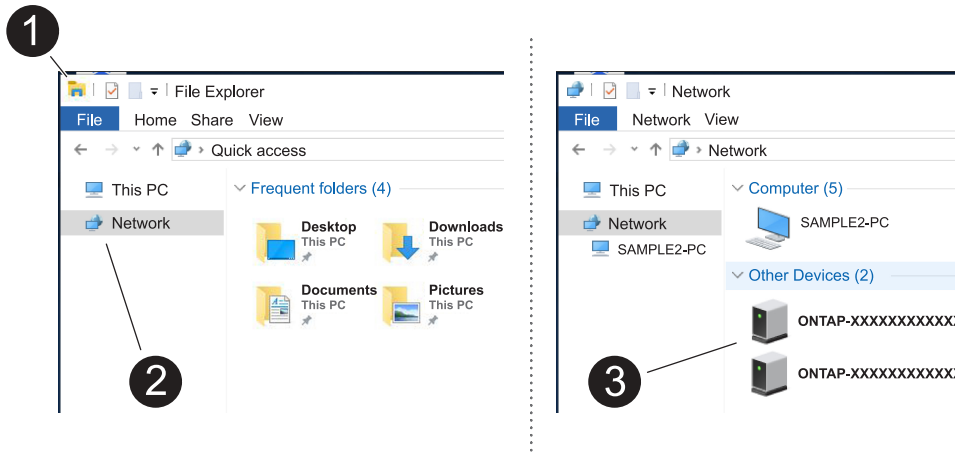 1
File Explorer
File Home Share View
Quick access
This PC
Network
Frequent folders (4)
Desktop
This PC
Downloads
This PC
Documents
This PC
Pictures
This PC
2
Network
File Network View
Network
This PC
Network
SAMPLE2-PC
Computer (5)
SAMPLE2-PC
Other Devices (2)
ONTAP-XXXXXXXXXXX
ONTAP-XXXXXXXXXXX
3